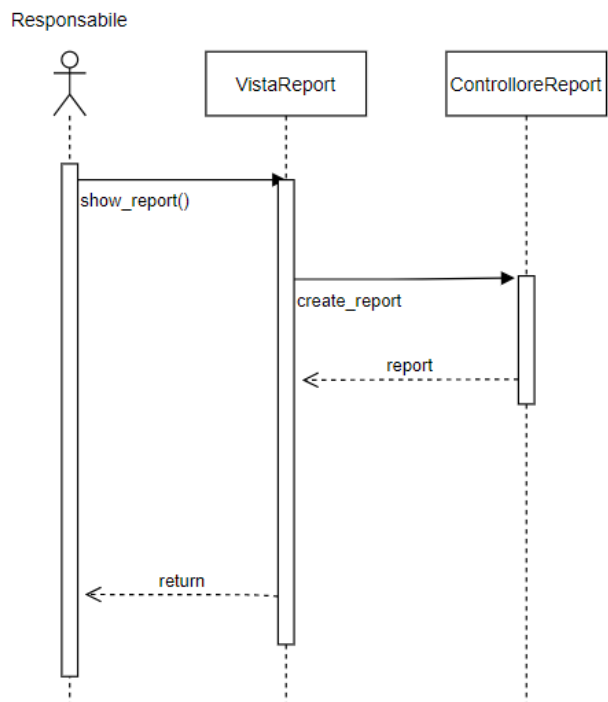 Responsabile
VistaReport
ControlloreReport
show_report()
create_report
report
return